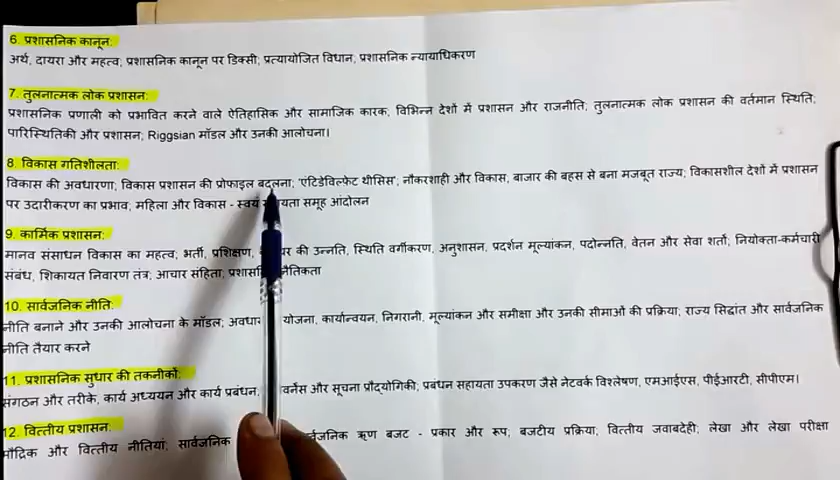 6. प्रशासनिक कानून:
अर्थ, दायरा और महत्व; प्रशासनिक कानून पर डिक्सी; प्रत्यायोजित विधान, प्रशासनिक न्यायाधिकरण
7. तुलनात्मक लोक प्रशासन:
प्रशासनिक प्रणाली को प्रभावित करने वाले ऐतिहासिक और सामाजिक कारक, विभिन्न देशों में प्रशासन और राजनीति, तुलनात्मक लोक प्रशासन की वर्तमान स्थिति;
पारिस्थितिकी और प्रशासन; Riggsian मॉडल और उनकी आलोचना।
8. विकास गतिशीलता:
विकास की अवधारणा; विकास प्रशासन की प्रोफाइल बदलना; 'एंटिडेविल्फेट थीसिस'; नौकरशाही और विकास, बाजार की बहस से बना मजबूत राज्य; विकासशील देशों में प्रशासन
पर उदारीकरण का प्रभाव; महिला और विकास - स्वयं समूह आंदोलन
9. कार्मिक प्रशासन:
मानव संसाधन विकास का महत्व; भर्ती, प्रशिक्षण, की उन्नति, स्थिति वर्गीकरण, अनुशासन, प्रदर्शन मूल्यांकन, पदोन्नति, वेतन और सेवा शर्तों; नियोक्ता-कर्मचारी
संबंध, शिकायत निवारण तंत्र; आचार संहिता;
10. सार्वजनिक नीति:
नीति बनाने और उनकी आलोचना के मॉडल; योजना, कार्यान्वयन, निगरानी, मूल्यांकन और समीक्षा और उनकी सीमाओं की प्रक्रिया; राज्य सिद्धांत और सार्वजनिक
नीति तैयार करने
11. प्रशासनिक सुधार की तकनीकों:
संगठन और तरीके, कार्य अध्ययन और कार्य प्रबंधन, और सूचना प्रौद्योगिकी; प्रबंधन सहायता उपकरण जैसे नेटवर्क विश्लेषण, एमआईएस, पीईआरटी, सीपीएम।
12. वित्तीय प्रशासन:
मौद्रिक और वित्तीय नीतियां; सार्वजनिक ऋण बजट - प्रकार और रूप; बजटीय प्रक्रिया; वित्तीय जवाबदेही; लेखा और लेखा परीक्षा